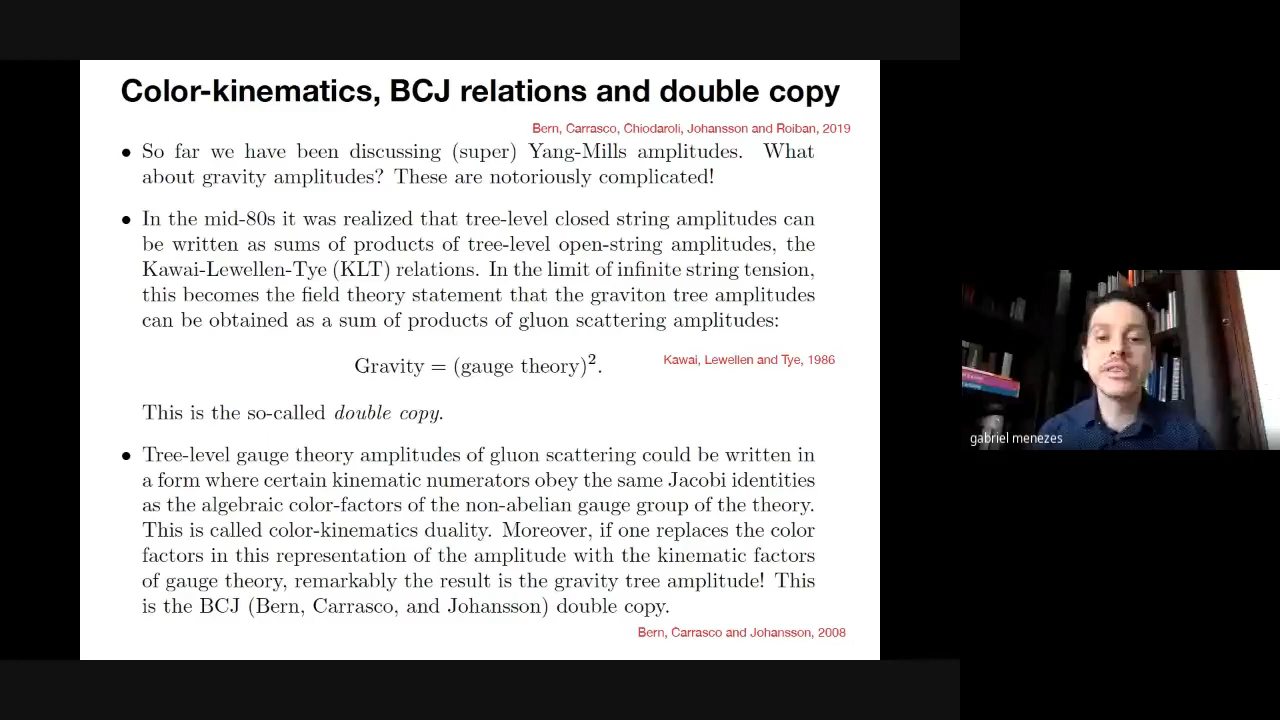 Color-kinematics, BCJ relations and double copy
Bern, Carrasco, Chiodaroli, Johansson and Roiban, 2019
• So far we have been discussing (super) Yang-Mills amplitudes. What
about gravity amplitudes? These are notoriously complicated!
• In the mid-80s it was realized that tree-level closed string amplitudes can
be written as sums of products of tree-level open-string amplitudes, the
Kawai-Lewellen-Tye (KLT) relations. In the limit of infinite string tension,
this becomes the field theory statement that the graviton tree amplitudes
can be obtained as a sum of products of gluon scattering amplitudes:
Gravity = (gauge theory)².
Kawai, Lewellen and Tye, 1986
This is the so-called double copy.
• Tree-level gauge theory amplitudes of gluon scattering could be written in
a form where certain kinematic numerators obey the same Jacobi identities
as the algebraic color-factors of the non-abelian gauge group of the theory.
This is called color-kinematics duality. Moreover, if one replaces the color
factors in this representation of the amplitude with the kinematic factors
of gauge theory, remarkably the result is the gravity tree amplitude! This
is the BCJ (Bern, Carrasco, and Johansson) double copy.
Bern, Carrasco and Johansson, 2008
gabriel menezes